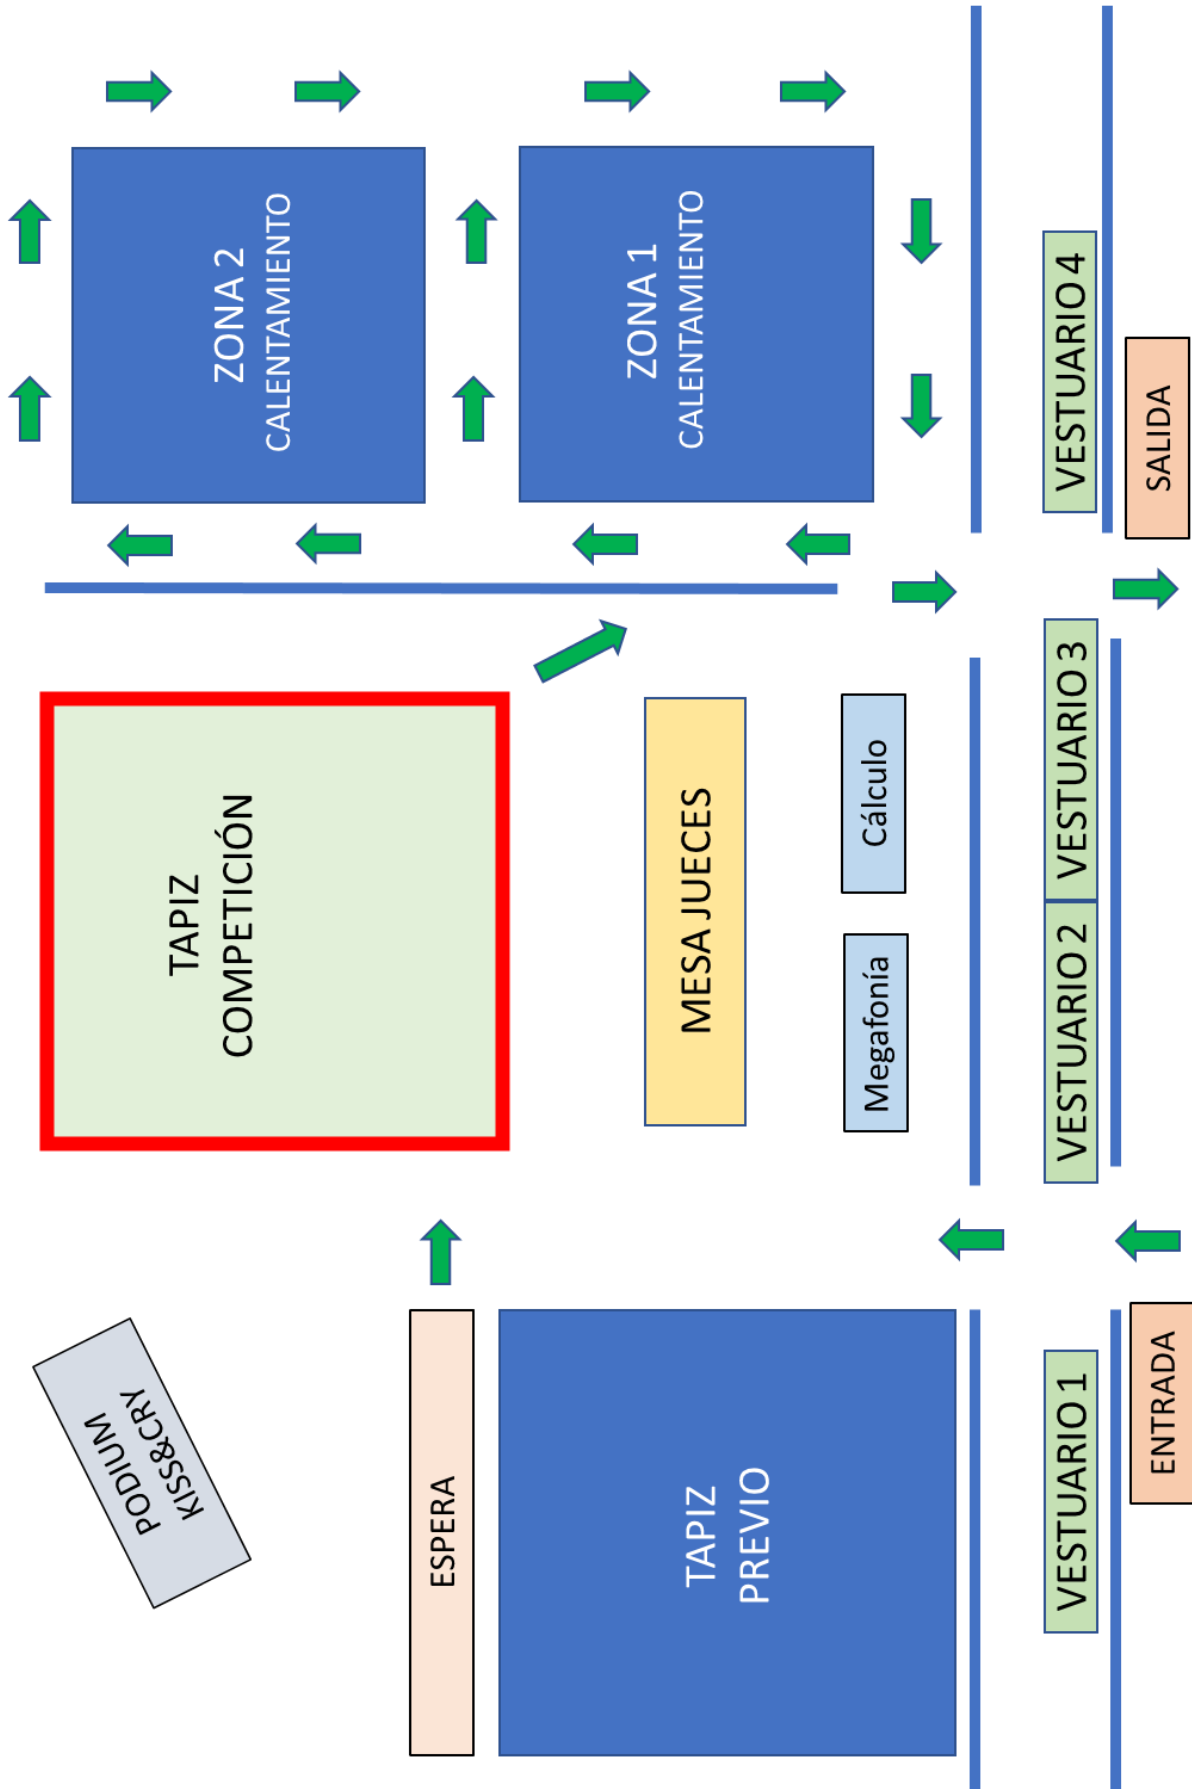 PODIUM
KISS&CRY
TAPIZ
COMPETICIÓN
ZONA 2
CALENTAMIENTO
ESPERA
TAPIZ
PREVIO
MESA JUECES
ZONA 1
CALENTAMIENTO
Megafonía
Cálculo
VESTUARIO 1
VESTUARIO 2
VESTUARIO 3
VESTUARIO 4
ENTRADA
SALIDA